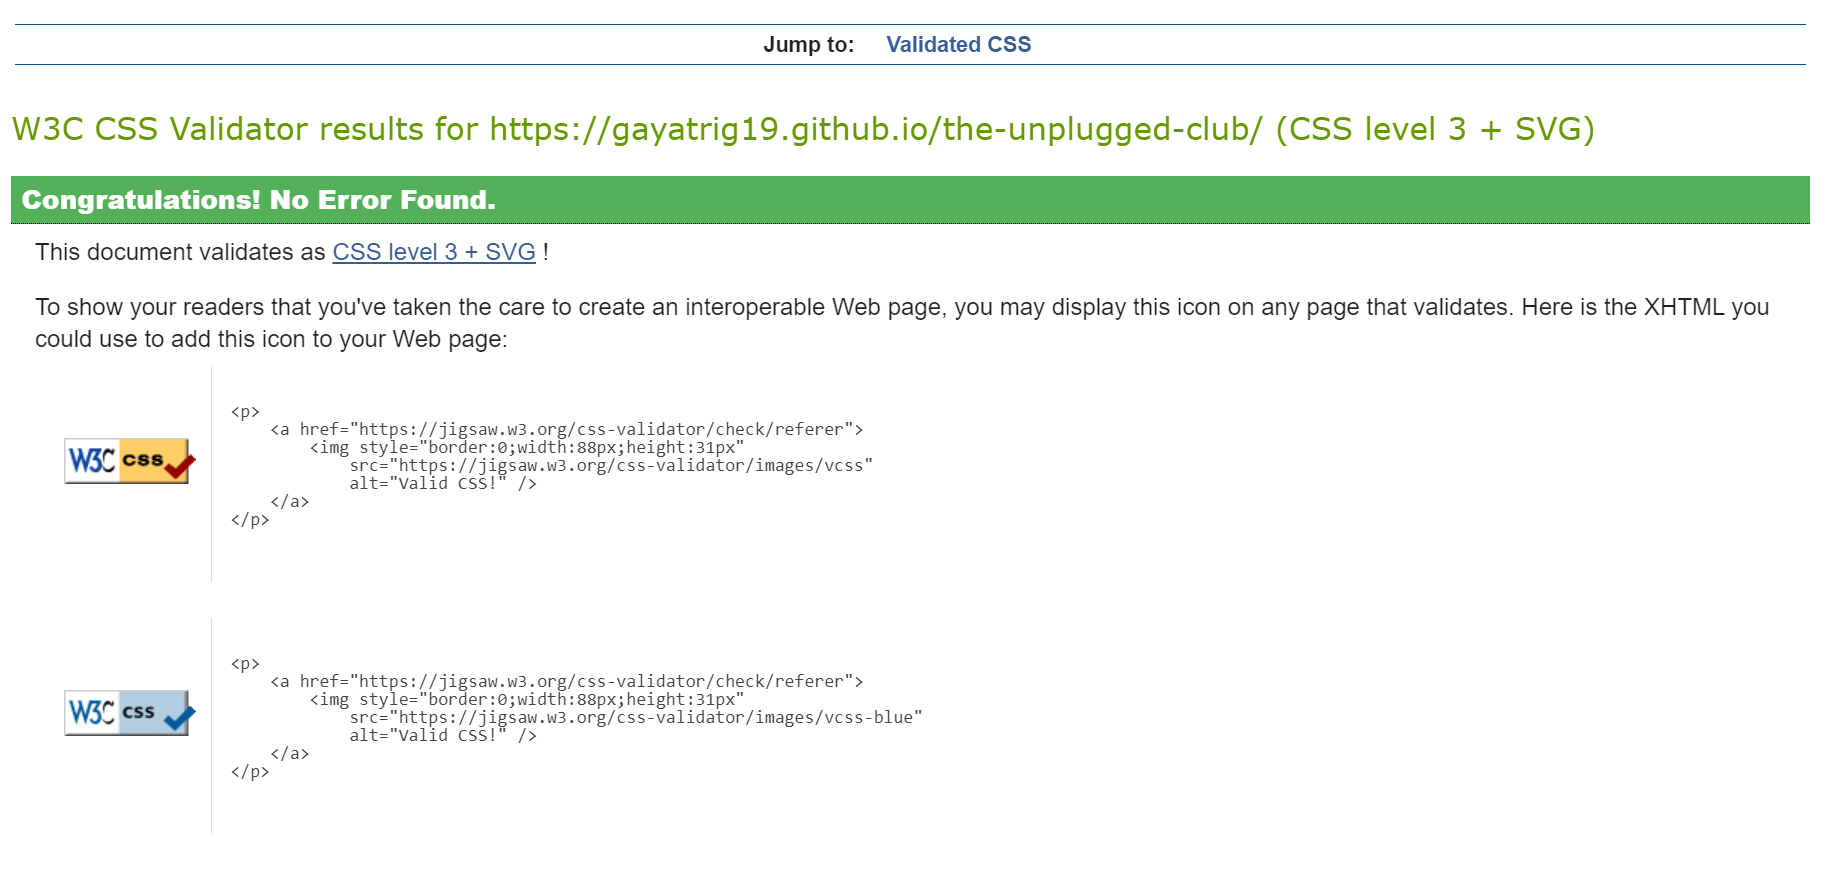 Jump to: Validated CSS
W3C CSS Validator results for https://gayatrig19.github.io/the-unplugged-club/ (CSS level 3 + SVG)
Congratulations! No Error Found.
This document validates as CSS level 3 + SVG !
To show your readers that you've taken the care to create an interoperable Web page, you may display this icon on any page that validates. Here is the XHTML you
could use to add this icon to your Web page:
W3C css
<p>
    <a href="https://jigsaw.w3.org/css-validator/check/referer">
        <img style="border:0;width:88px;height:31px"
            src="https://jigsaw.w3.org/css-validator/images/vcss"
            alt="Valid CSS!" />
    </a>
</p>
W3C css
<p>
    <a href="https://jigsaw.w3.org/css-validator/check/referer">
        <img style="border:0;width:88px;height:31px"
            src="https://jigsaw.w3.org/css-validator/images/vcss-blue"
            alt="Valid CSS!" />
    </a>
</p>